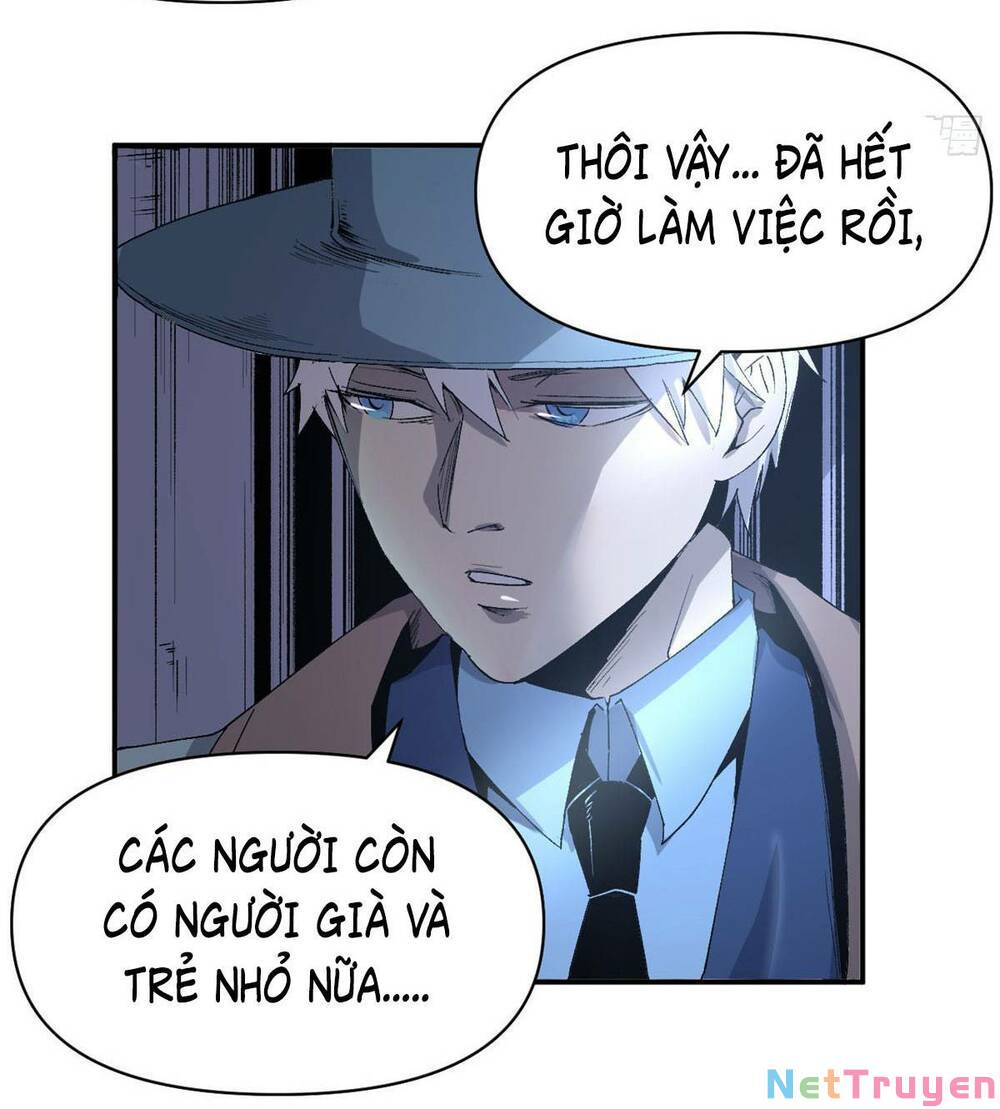 THÔI VẬY... ĐÃ HẾT
GIỜ LÀM VIỆC RỒI,
CÁC NGƯỜI CÒN
CÓ NGƯỜI GIÀ VÀ
TRẺ NHỎ NỮA.....
NetTruyen